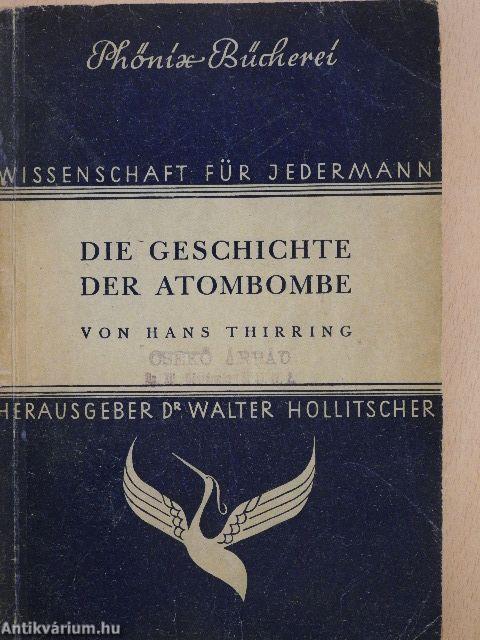 Phönix-Bücherei
WISSENSCHAFT FÜR JEDERMANN
DIE GESCHICHTE
DER ATOMBOMBE
VON HANS THIRRING
CSEKŐ ÁRPÁD
HERAUSGEBER DR WALTER HOLLITSCHER
Antikvárium.hu